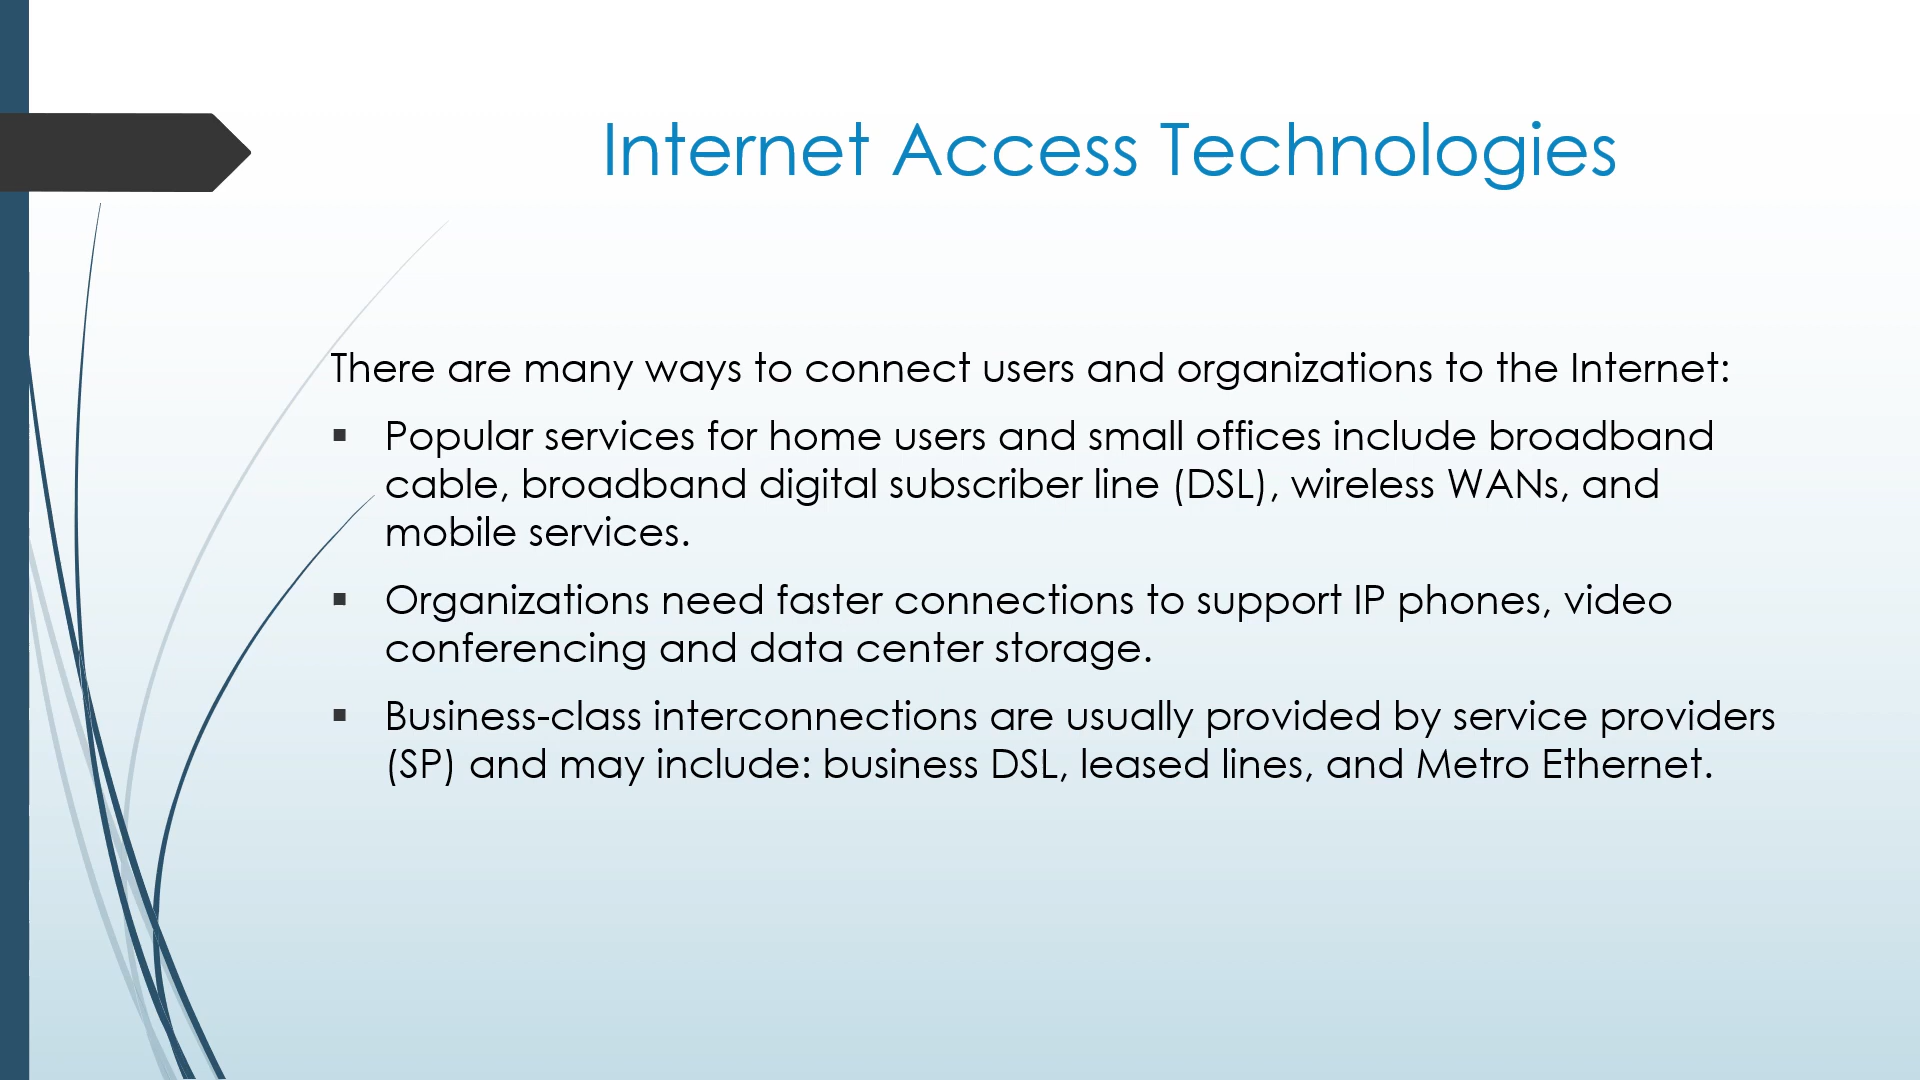 Internet Access Technologies
There are many ways to connect users and organizations to the Internet:
▪ Popular services for home users and small offices include broadband
cable, broadband digital subscriber line (DSL), wireless WANs, and
mobile services.
▪ Organizations need faster connections to support IP phones, video
conferencing and data center storage.
▪ Business-class interconnections are usually provided by service providers
(SP) and may include: business DSL, leased lines, and Metro Ethernet.